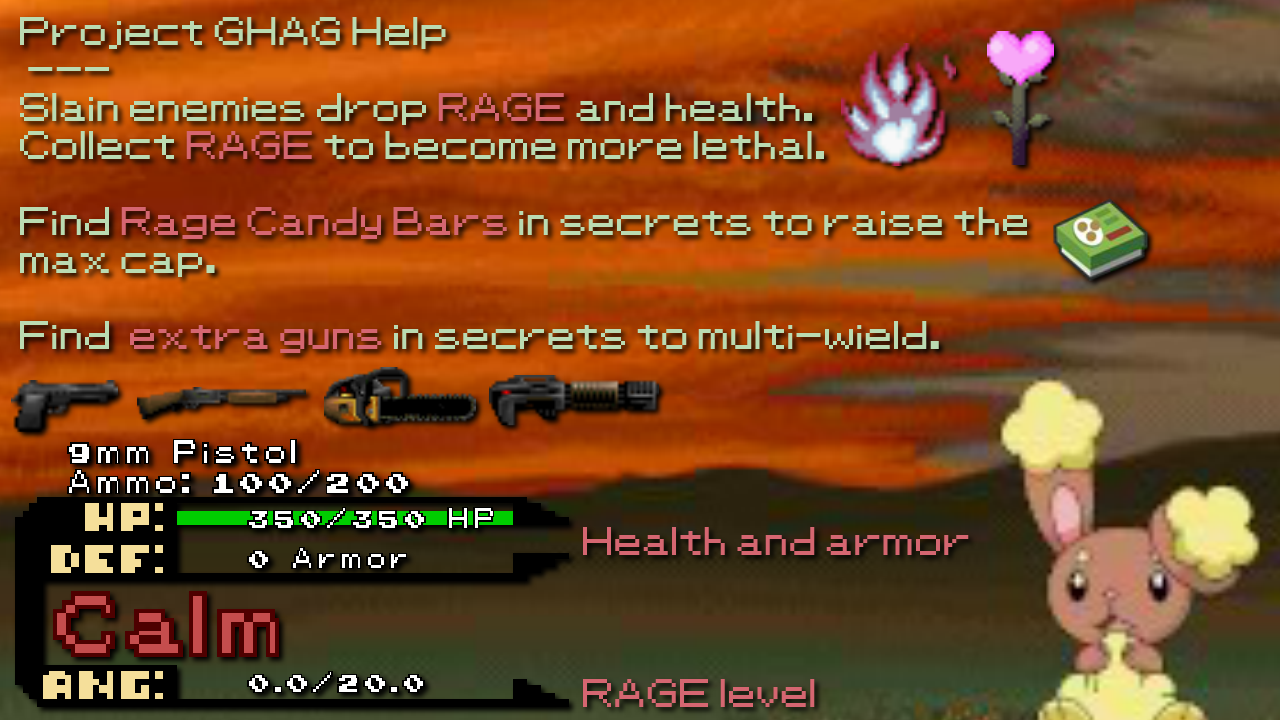 Project GHAG Help
---
Slain enemies drop RAGE and health.
Collect RAGE to become more lethal.
Find Rage Candy Bars in secrets to raise the
max cap.
Find extra guns in secrets to multi-wield.
9mm Pistol
Ammo: 100/200
HP: 350/350 HP
DEF: 0 Armor
Health and armor
Calm
ANG: 0.0/20.0
RAGE level